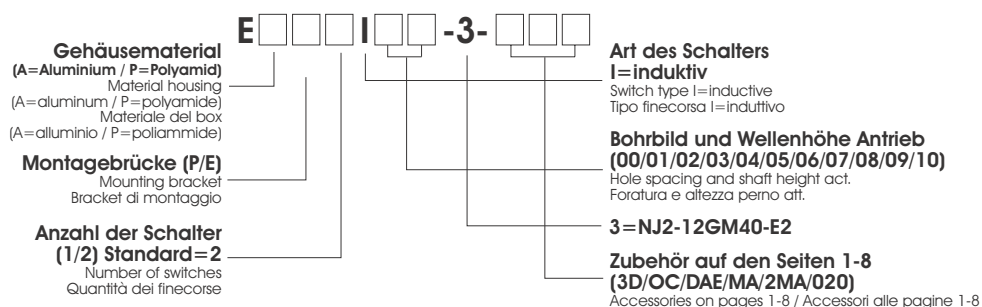 E□□□I□□-3-□□□
Gehäusematerial
(A=Aluminium / P=Polyamid)
Material housing
(A=aluminum / P=polyamide)
Materiale del box
(A=alluminio / P=poliammide)
Montagebrücke (P/E)
Mounting bracket
Bracket di montaggio
Anzahl der Schalter
(1/2) Standard=2
Number of switches
Quantità dei finecorse
Art des Schalters
I=induktiv
Switch type I=inductive
Tipo finecorsa I=induttivo
Bohrbild und Wellenhöhe Antrieb
(00/01/02/03/04/05/06/07/08/09/10)
Hole spacing and shaft height act.
Foratura e altezza perno att.
3=NJ2-12GM40-E2
Zubehör auf den Seiten 1-8
(3D/OC/DAE/MA/2MA/020)
Accessories on pages 1-8 / Accessori alle pagine 1-8